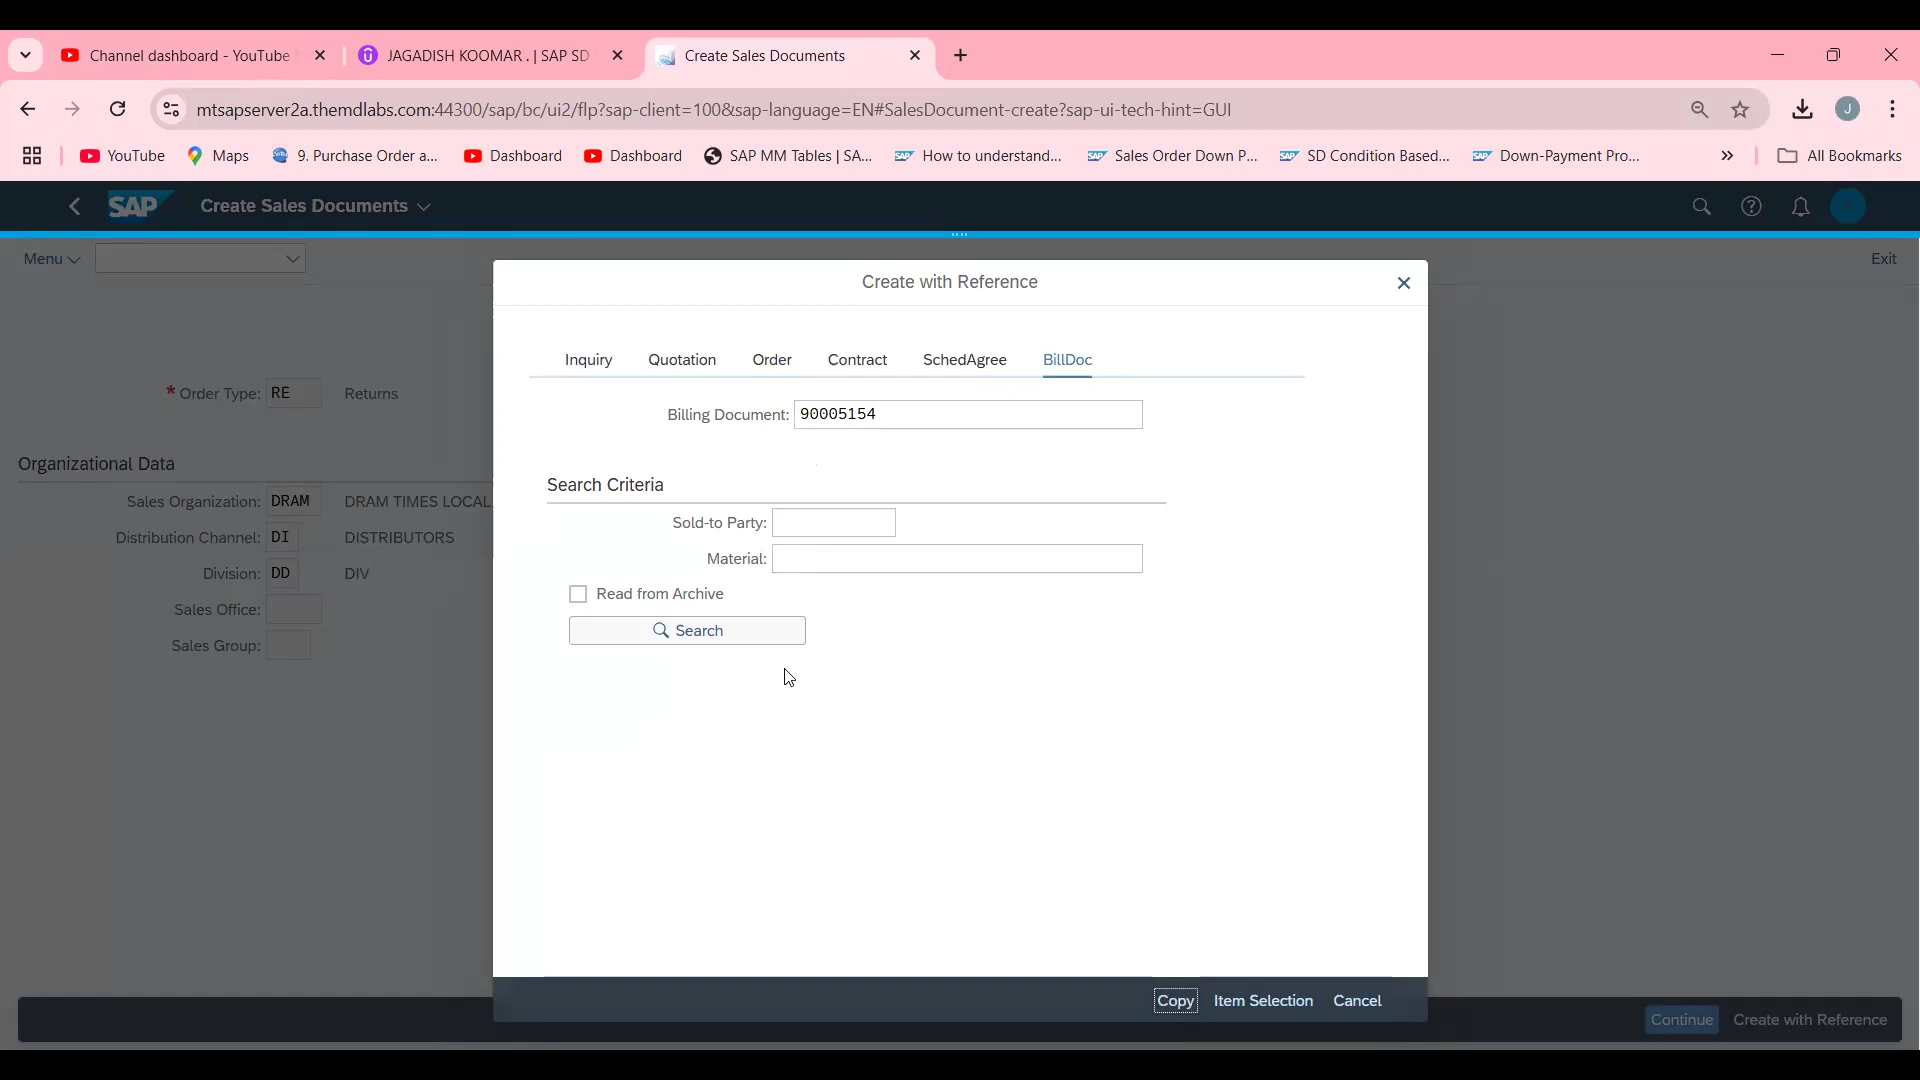 Channel dashboard - YouTube
JAGADISH KOOMAR . | SAP SD
Create Sales Documents
mtsapserver2a.themdlabs.com:44300/sap/bc/ui2/flp?sap-client=100&sap-language=EN#SalesDocument-create?sap-ui-tech-hint=GUI
J
YouTube
Maps
9. Purchase Order a...
Dashboard
Dashboard
SAP MM Tables | SA...
How to understand...
Sales Order Down P...
SD Condition Based...
Down-Payment Pro...
All Bookmarks
SAP
Create Sales Documents
Menu
Exit
Create with Reference
Inquiry
Quotation
Order
Contract
SchedAgree
BillDoc
* Order Type: RE Returns
Billing Document: 90005154
Organizational Data
Search Criteria
Sales Organization: DRAM DRAM TIMES LOCAL
Sold-to Party:
Distribution Channel: DI DISTRIBUTORS
Material:
Division: DD DIV
Read from Archive
Sales Office:
Search
Sales Group:
Copy
Item Selection
Cancel
Continue
Create with Reference